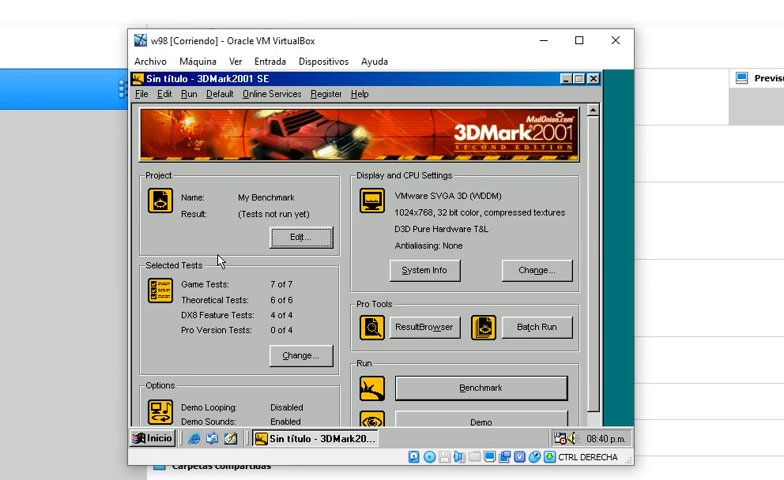 w98 [Corriendo] - Oracle VM VirtualBox
Archivo Máquina Ver Entrada Dispositivos Ayuda
Previsu
Sin título - 3DMark2001 SE
File Edit Run Default Online Services Register Help
MadOnion.com
3DMark2001
SECOND EDITION
Project
Name: My Benchmark
Result: (Tests not run yet)
Edit...
Selected Tests
Game Tests: 7 of 7
Theoretical Tests: 6 of 6
DX8 Feature Tests: 4 of 4
Pro Version Tests: 0 of 4
Change...
Options
Demo Looping: Disabled
Demo Sounds: Enabled
Display and CPU Settings
VMware SVGA 3D (WDDM)
1024x768, 32 bit color, compressed textures
D3D Pure Hardware T&L
Antialiasing: None
System Info Change...
Pro Tools
ResultBrowser Batch Run
Run
Benchmark
Demo
Inicio Sin título - 3DMark20... 08:40 p.m.
CTRL DERECHA
Carpetas compartidas